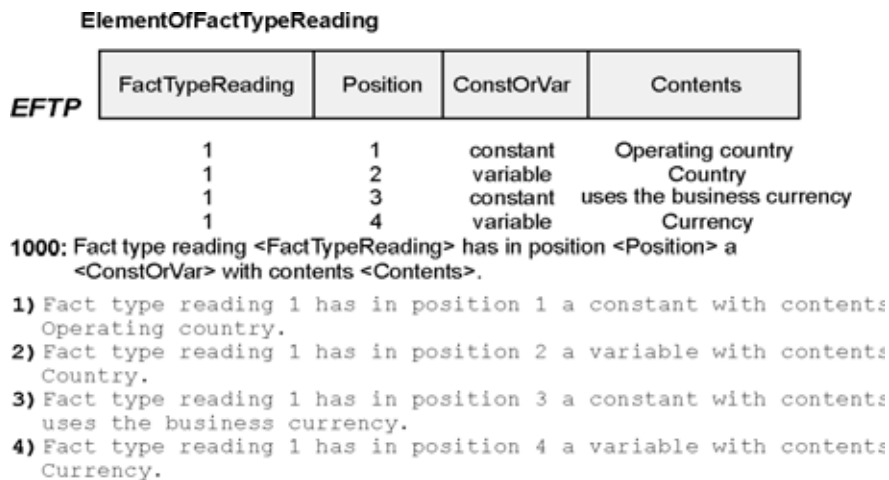 ElementOfFactTypeReading
EFTP
FactTypeReading Position ConstOrVar Contents
1 1 constant Operating country
1 2 variable Country
1 3 constant uses the business currency
1 4 variable Currency
1000: Fact type reading <FactTypeReading> has in position <Position> a
<ConstOrVar> with contents <Contents>.
1) Fact type reading 1 has in position 1 a constant with contents
Operating country.
2) Fact type reading 1 has in position 2 a variable with contents
Country.
3) Fact type reading 1 has in position 3 a constant with contents
uses the business currency.
4) Fact type reading 1 has in position 4 a variable with contents
Currency.